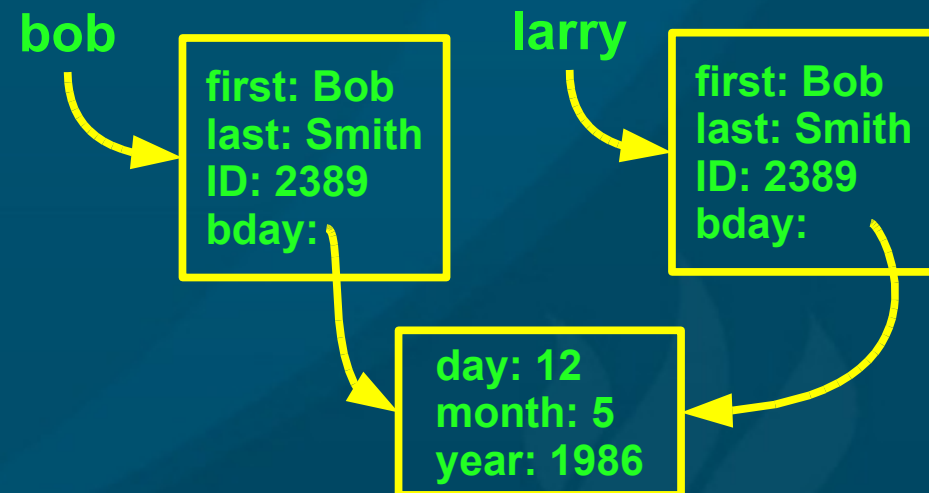 bob
first: Bob
last: Smith
ID: 2389
bday:
larry
first: Bob
last: Smith
ID: 2389
bday:
day: 12
month: 5
year: 1986